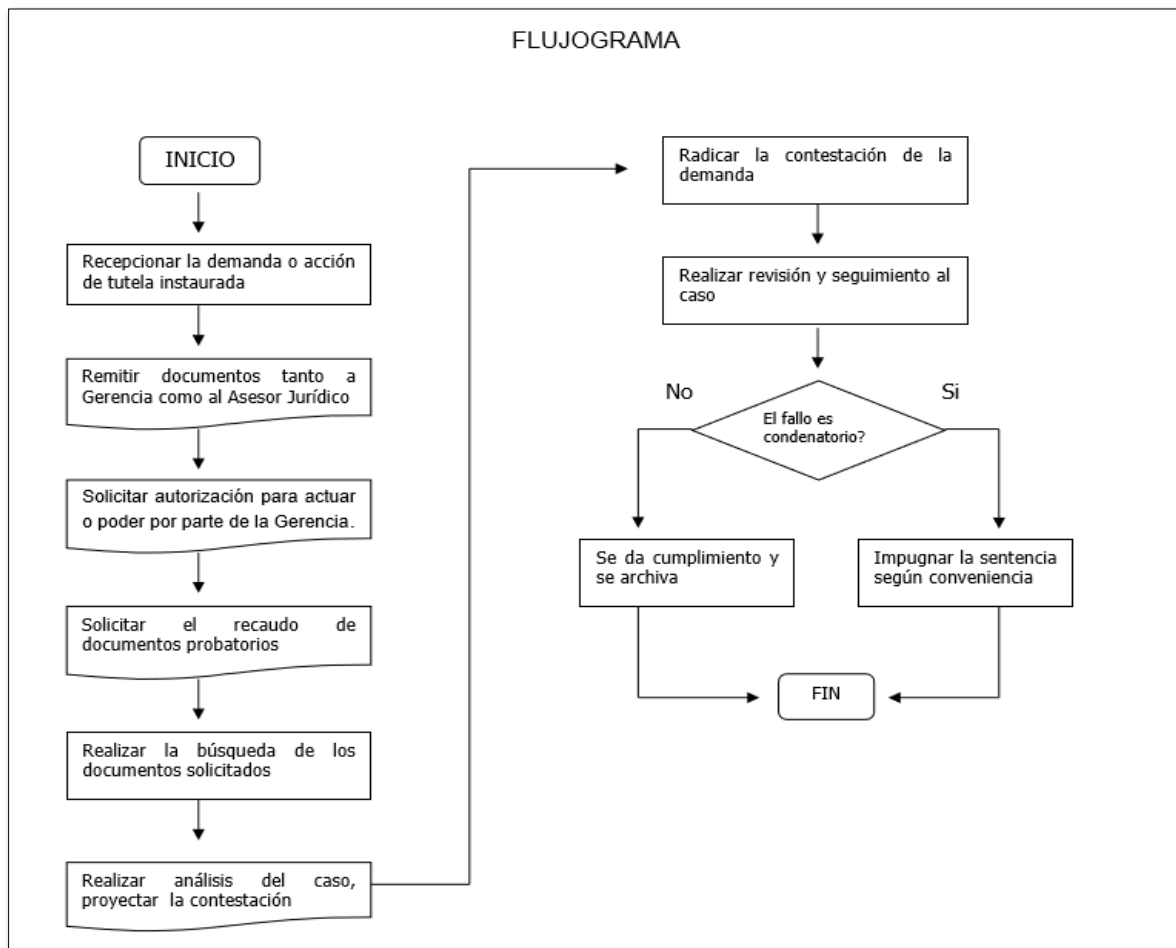 FLUJOGRAMA
INICIO
Recepcionar la demanda o acción
de tutela instaurada
Remitir documentos tanto a
Gerencia como al Asesor Jurídico
Solicitar autorización para actuar
o poder por parte de la Gerencia.
Solicitar el recaudo de
documentos probatorios
Realizar la búsqueda de los
documentos solicitados
Realizar análisis del caso,
proyectar la contestación
Radicar la contestación de la
demanda
Realizar revisión y seguimiento al
caso
No
Si
El fallo es
condenatorio?
Se da cumplimiento y
se archiva
Impugnar la sentencia
según conveniencia
FIN